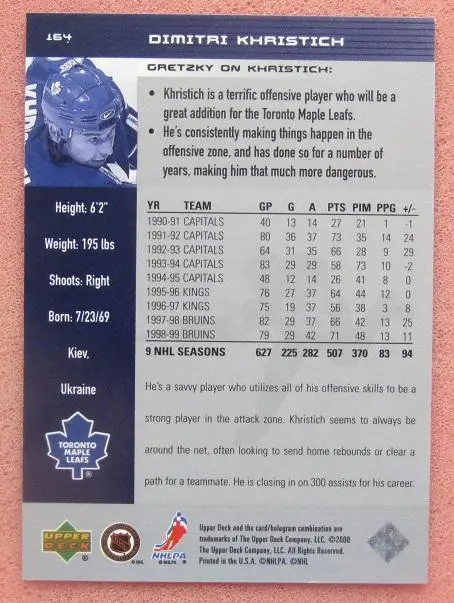 164
DIMITRI KHRISTICH
GRETZKY ON KHRISTICH:
• Khristich is a terrific offensive player who will be a
great addition for the Toronto Maple Leafs.
• He's consistently making things happen in the
offensive zone, and has done so for a number of
years, making him that much more dangerous.
Height: 6'2"
Weight: 195 lbs
Shoots: Right
Born: 7/23/69
Kiev,
Ukraine
YR TEAM GP G A PTS PIM PPG +/-
1990-91 CAPITALS 40 13 14 27 21 1 -1
1991-92 CAPITALS 80 36 37 73 35 14 24
1992-93 CAPITALS 64 31 35 66 28 9 29
1993-94 CAPITALS 83 29 29 58 73 10 -2
1994-95 CAPITALS 48 12 14 26 41 8 0
1995-96 KINGS 76 27 37 64 44 12 0
1996-97 KINGS 75 19 37 56 38 3 8
1997-98 BRUINS 82 29 37 66 42 13 25
1998-99 BRUINS 79 29 42 71 48 13 11
9 NHL SEASONS 627 225 282 507 370 83 94
He's a savvy player who utilizes all of his offensive skills to be a
strong player in the attack zone. Khristich seems to always be
around the net, often looking to send home rebounds or clear a
path for a teammate. He is closing in on 300 assists for his career.
TORONTO
MAPLE
LEAFS
UPPER
DECK
NHL
NHLPA
Upper Deck and the card/hologram combination are
trademarks of The Upper Deck Company, LLC. ©2000
The Upper Deck Company, LLC. All Rights Reserved.
Printed in the U.S.A. ©NHLPA. ©NHL